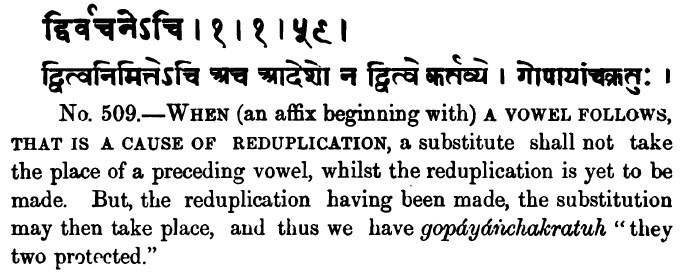 द्विर्वचनेऽचि । १ । १ । ५९ ।
द्वित्वनिमित्तेऽचि अच आदेशो न द्वित्वे कर्तव्ये । गोपायांचक्रतुः ।
No. 509.—WHEN (an affix beginning with) A VOWEL FOLLOWS,
THAT IS A CAUSE OF REDUPLICATION, a substitute shall not take
the place of a preceding vowel, whilst the reduplication is yet to be
made. But, the reduplication having been made, the substitution
may then take place, and thus we have gopáyáńchakratuh “they
two protected.”